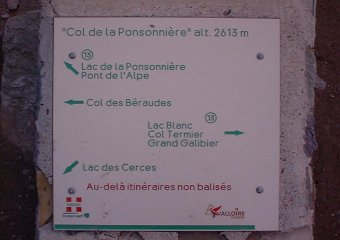 "Col de la Ponsonnière" alt. 2613 m
13
Lac de la Ponsonnière
Pont de l'Alpe
Col des Béraudes
13
Lac Blanc
Col Termier
Grand Galibier
Lac des Cerces
Au-delà itinéraires non balisés
VALLOIRE